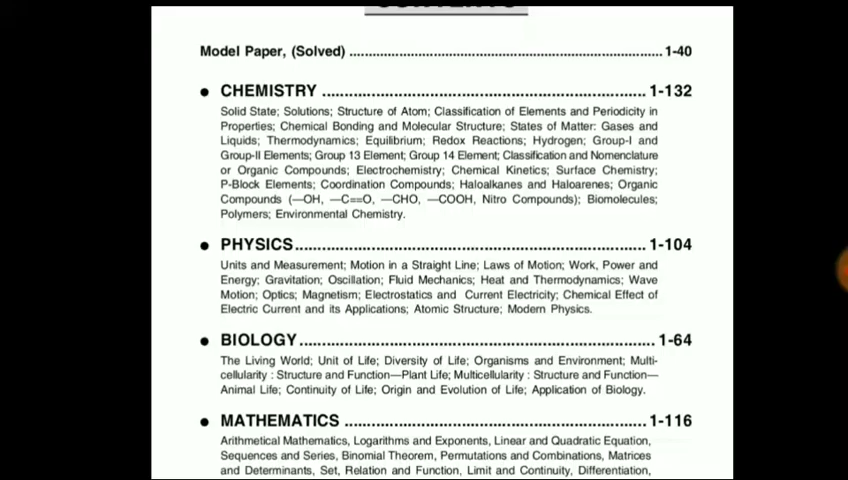 CONTENTS
Model Paper, (Solved) ................................................................................ 1-40
● CHEMISTRY ................................................................ 1-132
Solid State; Solutions; Structure of Atom; Classification of Elements and Periodicity in
Properties; Chemical Bonding and Molecular Structure; States of Matter: Gases and
Liquids; Thermodynamics; Equilibrium; Redox Reactions; Hydrogen; Group-I and
Group-II Elements; Group 13 Element; Group 14 Element; Classification and Nomenclature
or Organic Compounds; Electrochemistry; Chemical Kinetics; Surface Chemistry;
P-Block Elements; Coordination Compounds; Haloalkanes and Haloarenes; Organic
Compounds (—OH, —C==O, —CHO, —COOH, Nitro Compounds); Biomolecules;
Polymers; Environmental Chemistry.
● PHYSICS ...................................................................... 1-104
Units and Measurement; Motion in a Straight Line; Laws of Motion; Work, Power and
Energy; Gravitation; Oscillation; Fluid Mechanics; Heat and Thermodynamics; Wave
Motion; Optics; Magnetism; Electrostatics and Current Electricity; Chemical Effect of
Electric Current and its Applications; Atomic Structure; Modern Physics.
● BIOLOGY ....................................................................... 1-64
The Living World; Unit of Life; Diversity of Life; Organisms and Environment; Multi-
cellularity : Structure and Function—Plant Life; Multicellularity : Structure and Function—
Animal Life; Continuity of Life; Origin and Evolution of Life; Application of Biology.
● MATHEMATICS ............................................................ 1-116
Arithmetical Mathematics, Logarithms and Exponents, Linear and Quadratic Equation,
Sequences and Series, Binomial Theorem, Permutations and Combinations, Matrices
and Determinants, Set, Relation and Function, Limit and Continuity, Differentiation,